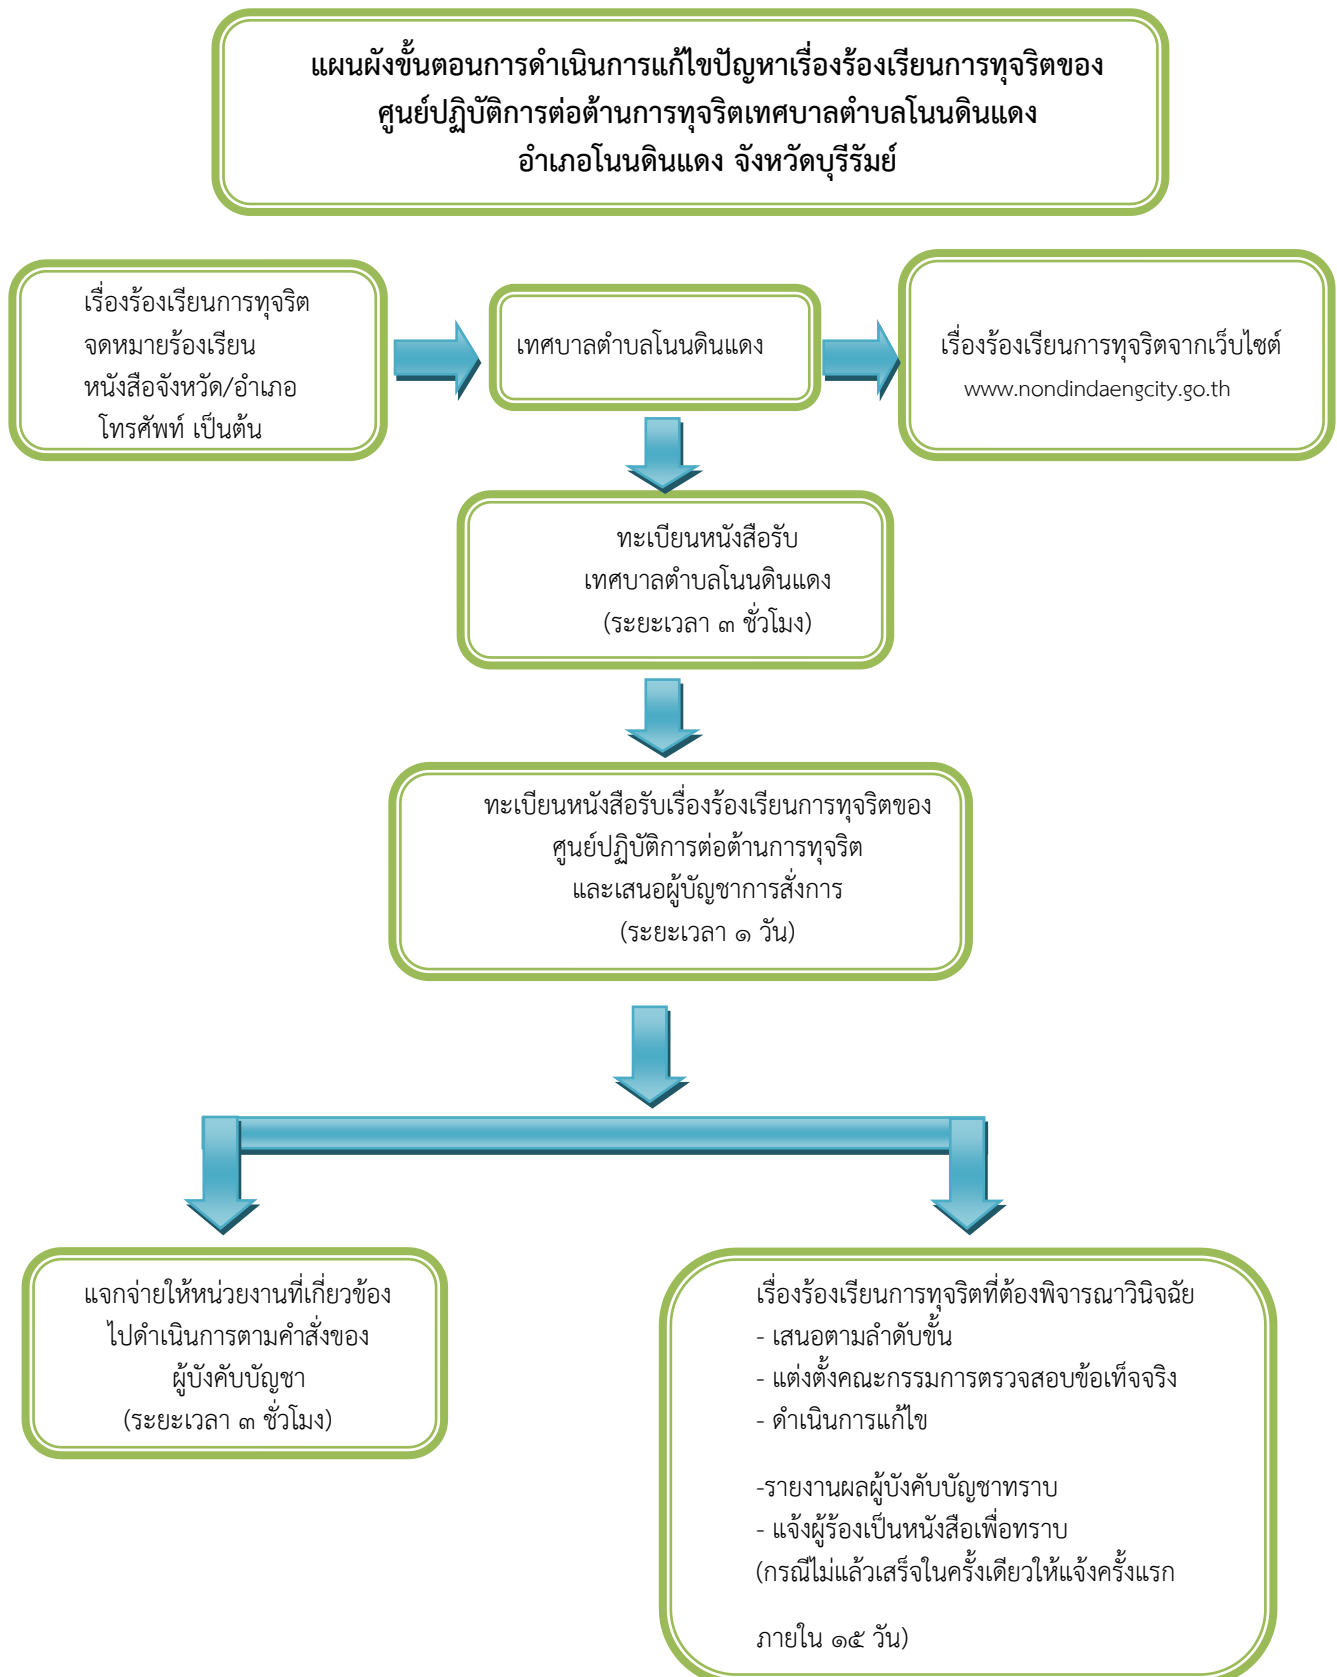 แผนผังขั้นตอนการดำเนินการแก้ไขปัญหาเรื่องร้องเรียนการทุจริตของ
ศูนย์ปฏิบัติการต่อต้านการทุจริตเทศบาลตำบลโนนดินแดง
อำเภอโนนดินแดง จังหวัดบุรีรัมย์
เรื่องร้องเรียนการทุจริต
จดหมายร้องเรียน
หนังสือจังหวัด/อำเภอ
โทรศัพท์ เป็นต้น
เทศบาลตำบลโนนดินแดง
เรื่องร้องเรียนการทุจริตจากเว็บไซต์
www.nondindaengcity.go.th
ทะเบียนหนังสือรับ
เทศบาลตำบลโนนดินแดง
(ระยะเวลา ๓ ชั่วโมง)
ทะเบียนหนังสือรับเรื่องร้องเรียนการทุจริตของ
ศูนย์ปฏิบัติการต่อต้านการทุจริต
และเสนอผู้บัญชาการสั่งการ
(ระยะเวลา ๑ วัน)
แจกจ่ายให้หน่วยงานที่เกี่ยวข้อง
ไปดำเนินการตามคำสั่งของ
ผู้บังคับบัญชา
(ระยะเวลา ๓ ชั่วโมง)
เรื่องร้องเรียนการทุจริตที่ต้องพิจารณาวินิจฉัย
- เสนอตามลำดับขั้น
- แต่งตั้งคณะกรรมการตรวจสอบข้อเท็จจริง
- ดำเนินการแก้ไข
-รายงานผลผู้บังคับบัญชาทราบ
- แจ้งผู้ร้องเป็นหนังสือเพื่อทราบ
(กรณีไม่แล้วเสร็จในครั้งเดียวให้แจ้งครั้งแรก
ภายใน ๑๕ วัน)